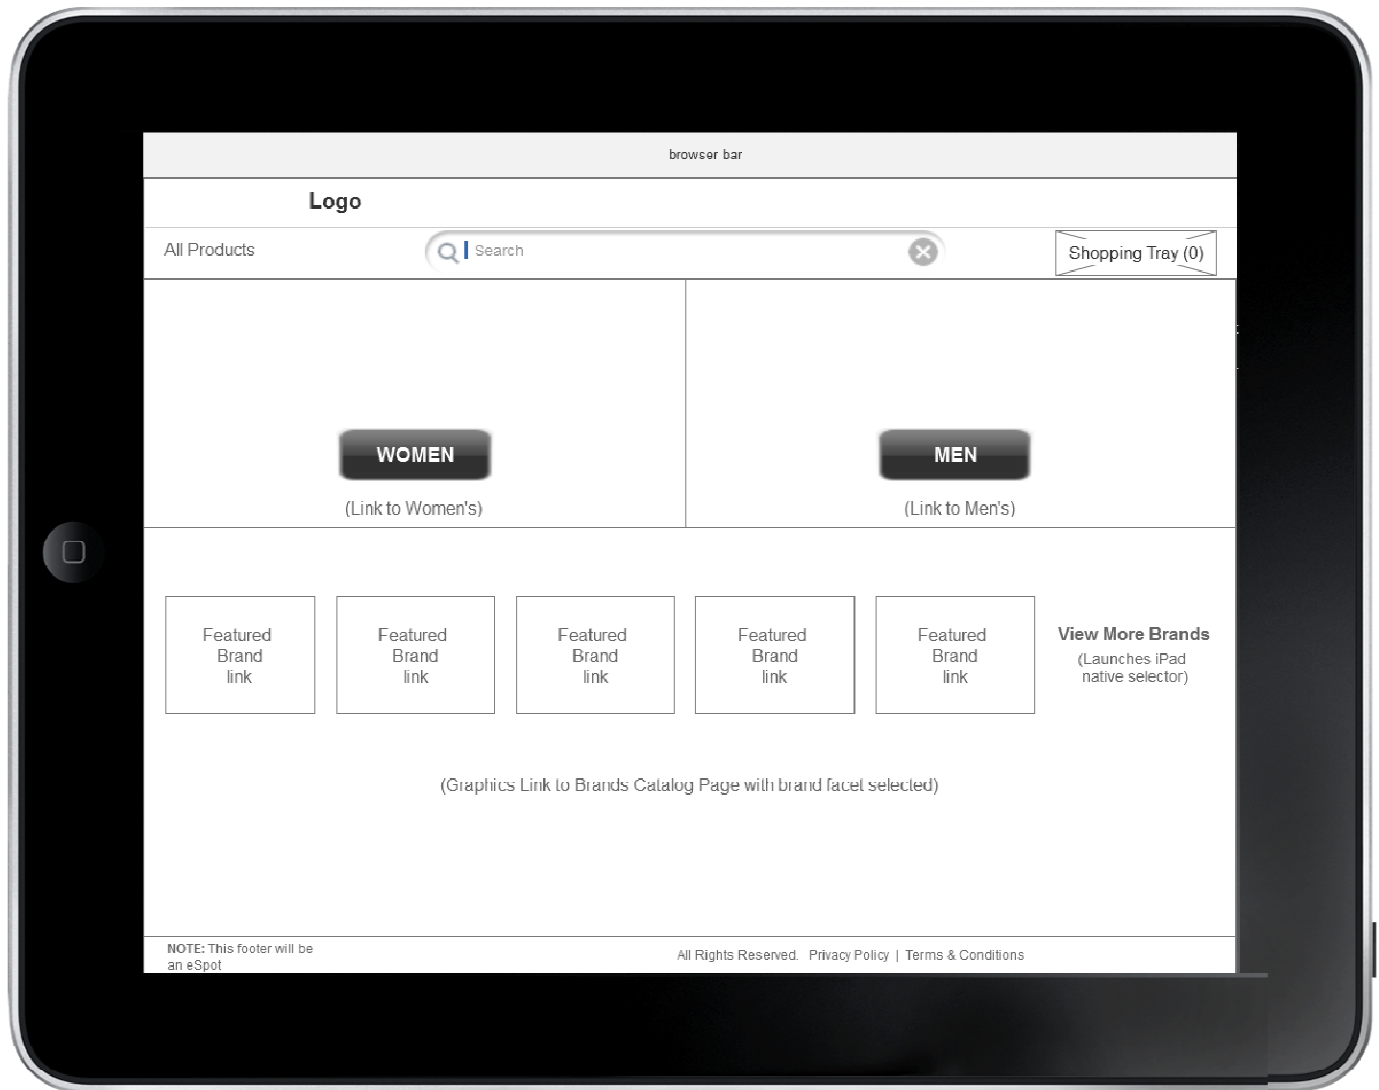 browser bar
Logo
All Products
Search
Shopping Tray (0)
WOMEN
MEN
(Link to Women's)
(Link to Men's)
Featured
Brand
link
Featured
Brand
link
Featured
Brand
link
Featured
Brand
link
Featured
Brand
link
View More Brands
(Launches iPad
native selector)
(Graphics Link to Brands Catalog Page with brand facet selected)
NOTE: This footer will be
an eSpot
All Rights Reserved. Privacy Policy | Terms & Conditions